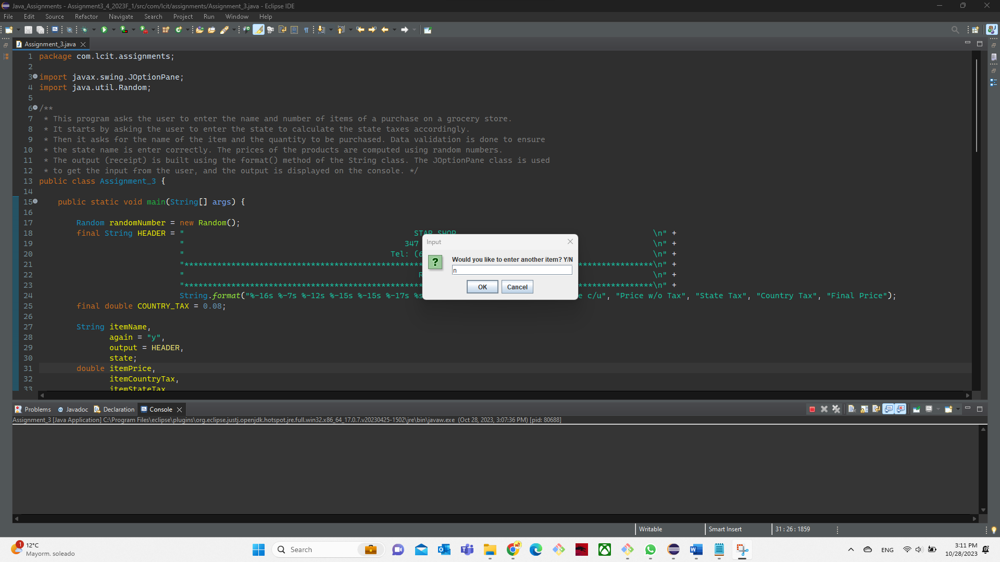 Java_Assignments - Assignment3_4_2023F_1/src/com/lcit/assignments/Assignment_3.java - Eclipse IDE
File Edit Source Refactor Navigate Search Project Run Window Help
Assignment_3.java
1 package com.lcit.assignments;
2
3 import javax.swing.JOptionPane;
4 import java.util.Random;
5
6 /**
7 * This program asks the user to enter the name and number of items of a purchase on a grocery store.
8 * It starts by asking the user to enter the state to calculate the state taxes accordingly.
9 * Then it asks for the name of the item and the quantity to be purchased. Data validation is done to ensure
10 * the state name is enter correctly. The prices of the products are computed using random numbers.
11 * The output (receipt) is built using the format() method of the String class. The JOptionPane class is used
12 * to get the input from the user, and the output is displayed on the console. */
13 public class Assignment_3 {
14
15 public static void main(String[] args) {
16
17 Random randomNumber = new Random();
18 final String HEADER = " STAR SHOP \n" +
19 " 347 \n" +
20 " Tel: (6 \n" +
21 "*************************************************** ****************\n" +
22 " R \n" +
23 "*************************************************** ****************\n" +
24 String.format("%-16s %-7s %-12s %-15s %-15s %-17s %s e c/u", "Price w/o Tax", "State Tax", "Country Tax", "Final Price");
25 final double COUNTRY_TAX = 0.08;
26
27 String itemName,
28 again = "y",
29 output = HEADER,
30 state;
31 double itemPrice,
32 itemCountryTax,
33 itemStateTax
Input
Would you like to enter another item? Y/N
n
OK Cancel
Problems Javadoc Declaration Console
Assignment_3 [Java Application] C:\Program Files\eclipse\plugins\org.eclipse.justj.openjdk.hotspot.jre.full.win32.x86_64_17.0.7.v20230425-1502\jre\bin\javaw.exe (Oct 28, 2023, 3:07:36 PM) [pid: 80688]
Writable Smart Insert 31 : 26 : 1859
1 12°C
Mayorm. soleado
Search
ENG
3:11 PM
10/28/2023